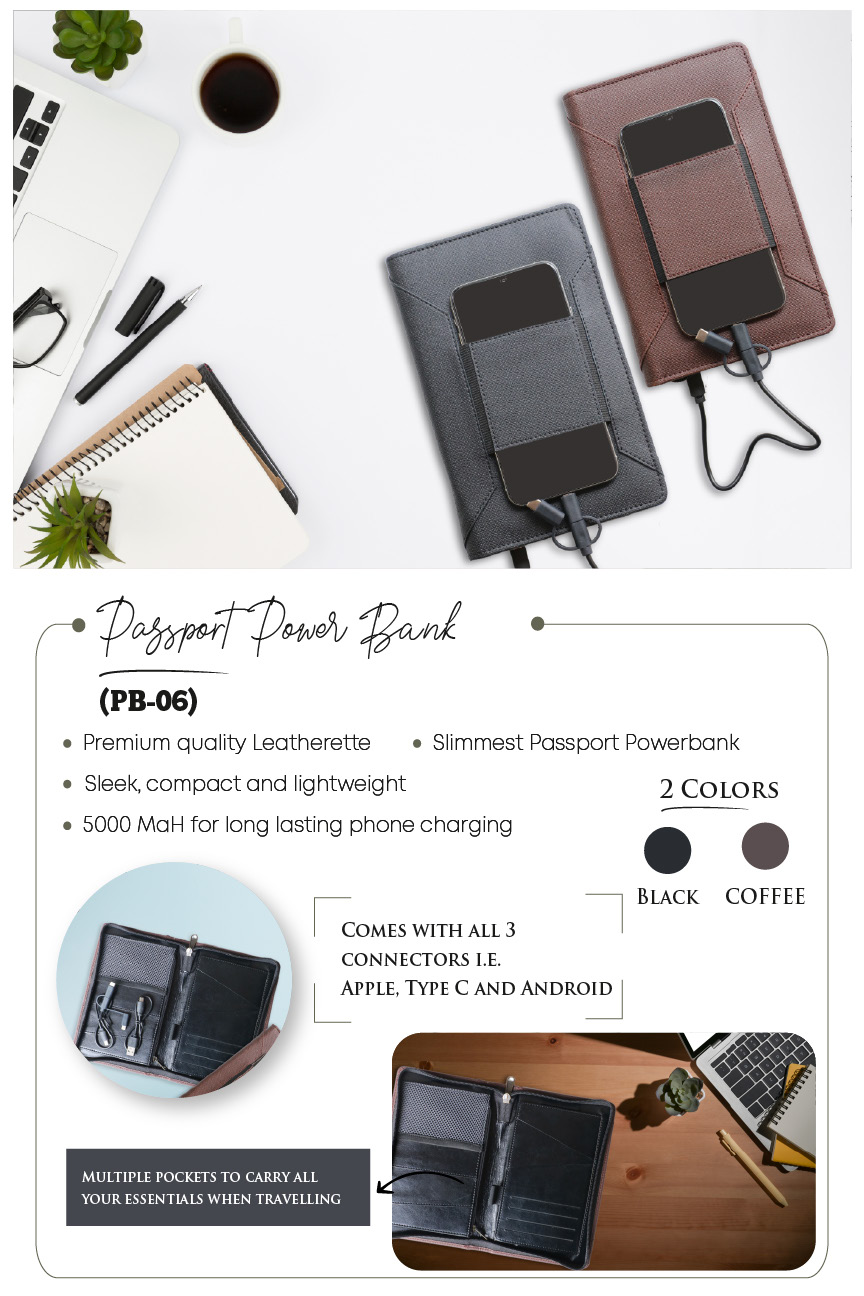 Passport Power Bank
(PB-06)
Premium quality Leatherette
Slimmest Passport Powerbank
Sleek, compact and lightweight
5000 MaH for long lasting phone charging
2 Colors
Black
COFFEE
Comes with all 3
connectors i.e.
Apple, Type C and Android
Multiple pockets to carry all
your essentials when travelling